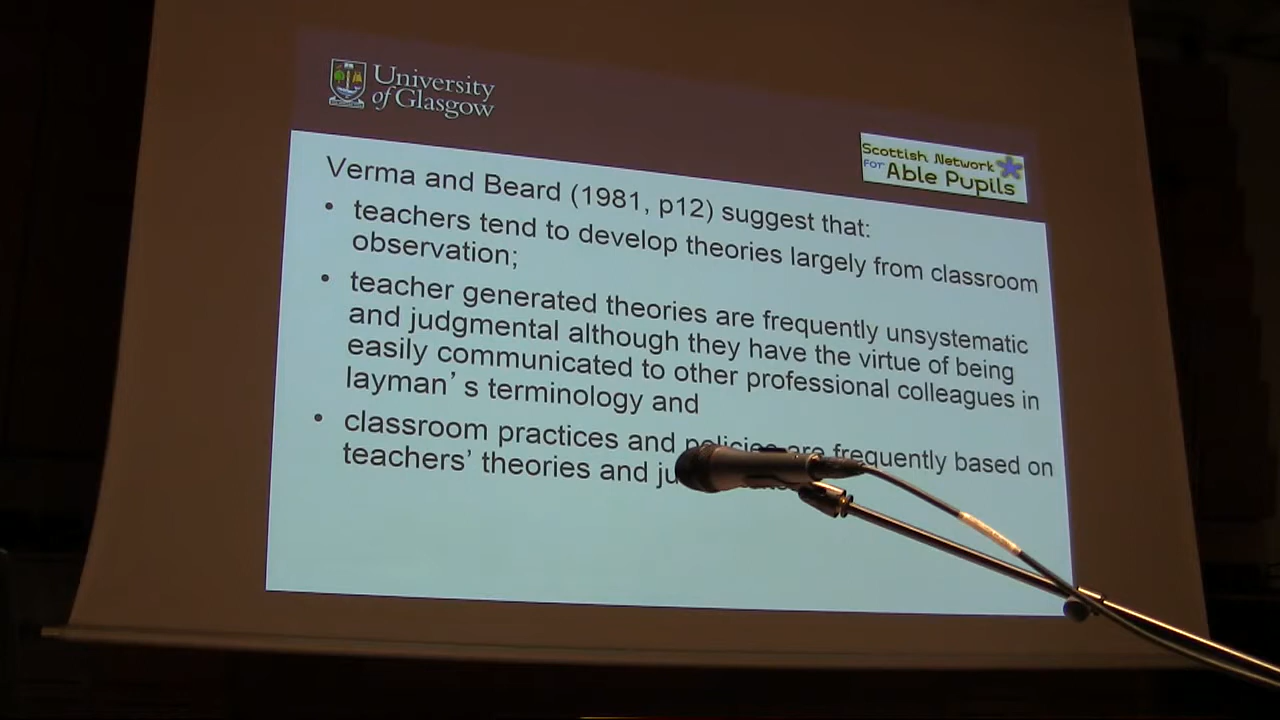 University
of Glasgow
Scottish Network
For Able Pupils
Verma and Beard (1981, p12) suggest that:
• teachers tend to develop theories largely from classroom
observation;
• teacher generated theories are frequently unsystematic
and judgmental although they have the virtue of being
easily communicated to other professional colleagues in
layman’s terminology and
• classroom practices and policies are frequently based on
teachers’ theories and